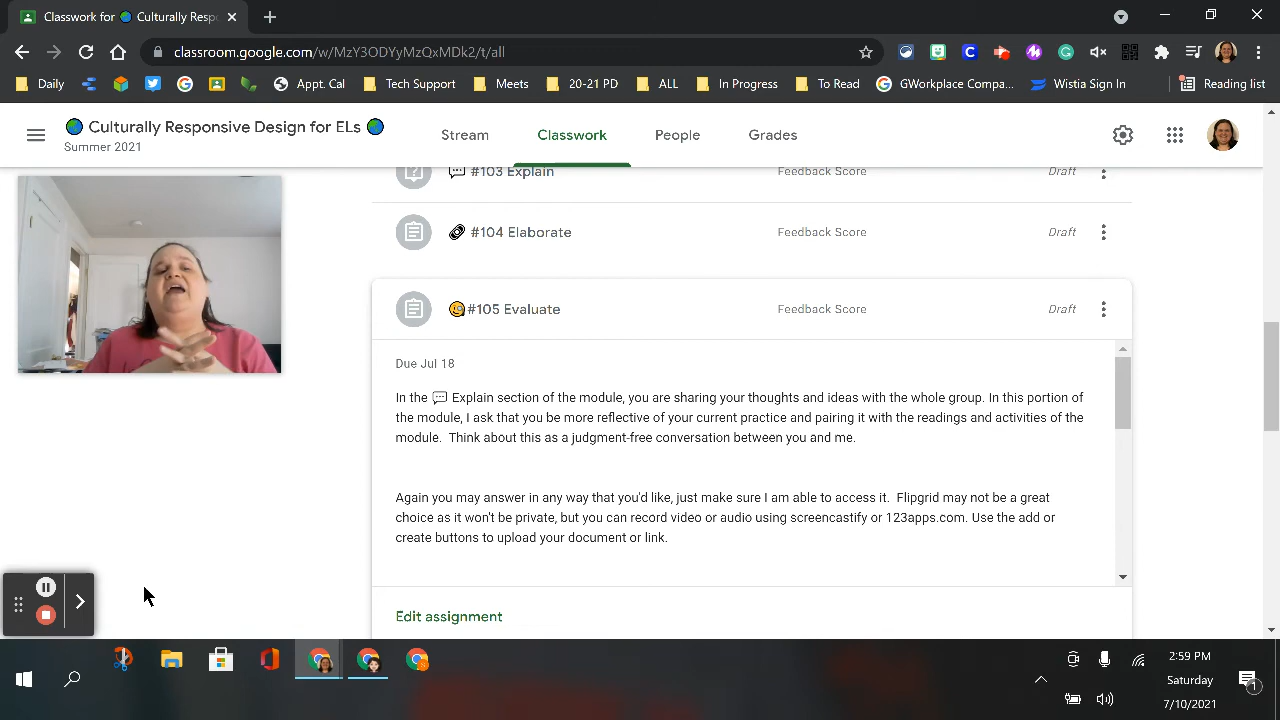 Classwork for 🌏 Culturally Resp
classroom.google.com/w/MzY3ODYyMzQxMDk2/t/all
Daily
Appt. Cal
Tech Support
Meets
20-21 PD
ALL
In Progress
To Read
GWorkplace Compa...
Wistia Sign In
Reading list
🌏 Culturally Responsive Design for ELs 🌏
Summer 2021
Stream
Classwork
People
Grades
💬 #103 Explain
Feedback Score
Draft
#104 Elaborate
Feedback Score
Draft
#105 Evaluate
Feedback Score
Draft
Due Jul 18
In the 💬 Explain section of the module, you are sharing your thoughts and ideas with the whole group. In this portion of
the module, I ask that you be more reflective of your current practice and pairing it with the readings and activities of the
module.  Think about this as a judgment-free conversation between you and me.
Again you may answer in any way that you'd like, just make sure I am able to access it.  Flipgrid may not be a great
choice as it won't be private, but you can record video or audio using screencastify or 123apps.com. Use the add or
create buttons to upload your document or link.
Edit assignment
2:59 PM
Saturday
7/10/2021
1